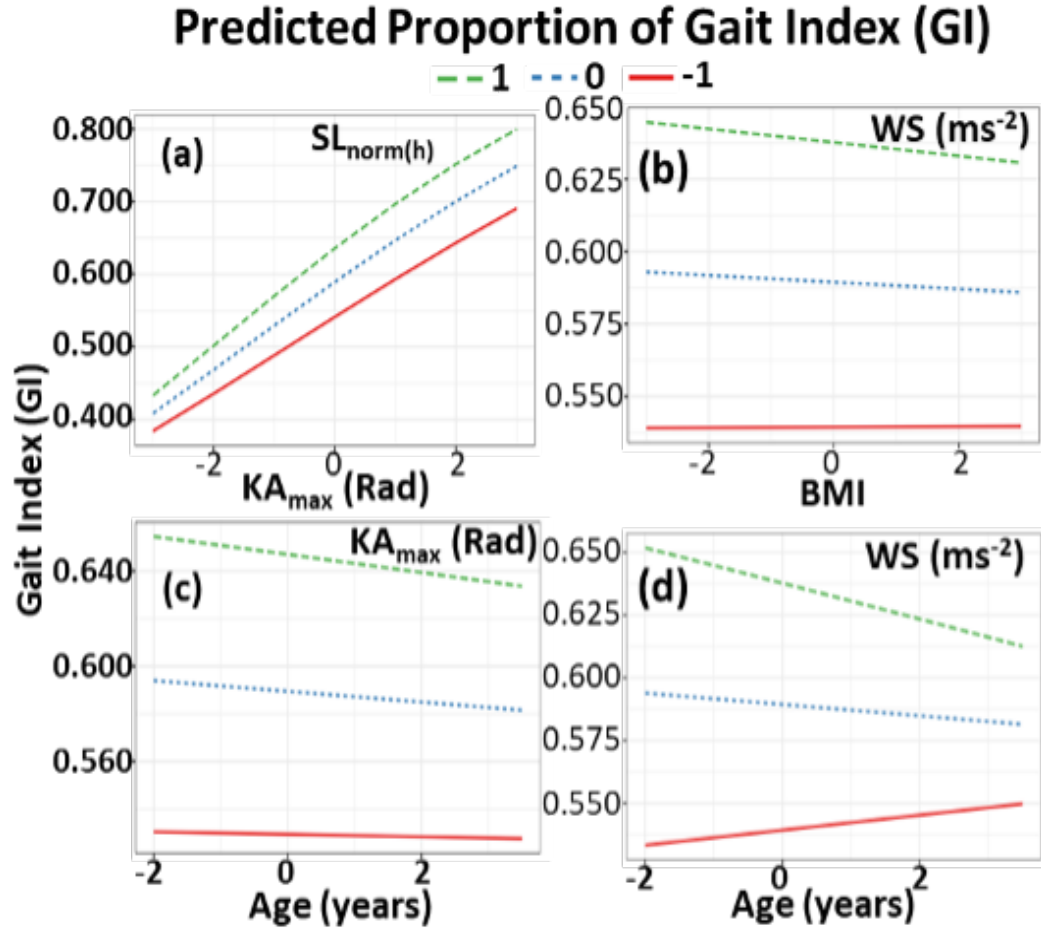 Predicted Proportion of Gait Index (GI)
1 0 -1
Gait Index (GI)
(a) SLnorm(h)
0.800
0.700
0.600
0.500
0.400
-2 0 2
KAmax (Rad)
(b) WS (ms-2)
0.650
0.625
0.600
0.575
0.550
-2 0 2
BMI
(c) KAmax (Rad)
0.640
0.600
0.560
-2 0 2
Age (years)
(d) WS (ms-2)
0.650
0.625
0.600
0.575
0.550
-2 0 2
Age (years)